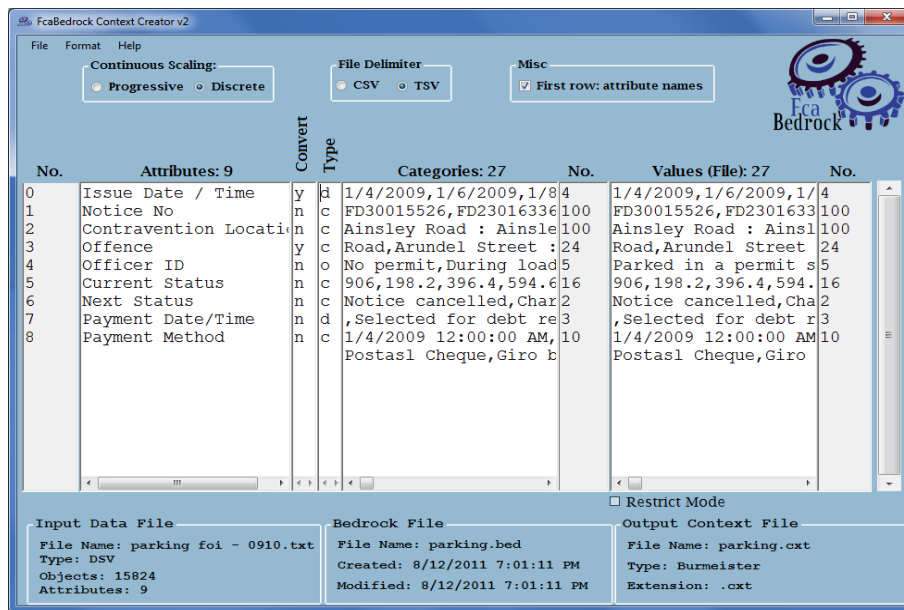 FcaBedrock Context Creator v2
File Format Help
Continuous Scaling:
Progressive Discrete
File Delimiter
CSV TSV
Misc
First row: attribute names
Fca
Bedrock
No. Attributes: 9 Convert Type Categories: 27 No. Values (File): 27 No.
0 Issue Date / Time y d 1/4/2009,1/6/2009,1/8 4 1/4/2009,1/6/2009,1/ 4
1 Notice No n c FD30015526,FD23016336 100 FD30015526,FD2301633 100
2 Contravention Locati n c Ainsley Road : Ainsle 100 Ainsley Road : Ainsl 100
3 Offence y c Road,Arundel Street : 24 Road,Arundel Street 24
4 Officer ID n o No permit,During load 5 Parked in a permit s 5
5 Current Status n c 906,198.2,396.4,594.6 16 906,198.2,396.4,594. 16
6 Next Status n c Notice cancelled,Char 2 Notice cancelled,Cha 2
7 Payment Date/Time n d ,Selected for debt re 3 ,Selected for debt r 3
8 Payment Method n c 1/4/2009 12:00:00 AM, 10 1/4/2009 12:00:00 AM 10
Postasl Cheque,Giro b Postasl Cheque,Giro
Restrict Mode
Input Data File
File Name: parking foi - 0910.txt
Type: DSV
Objects: 15824
Attributes: 9
Bedrock File
File Name: parking.bed
Created: 8/12/2011 7:01:11 PM
Modified: 8/12/2011 7:01:11 PM
Output Context File
File Name: parking.cxt
Type: Burmeister
Extension: .cxt